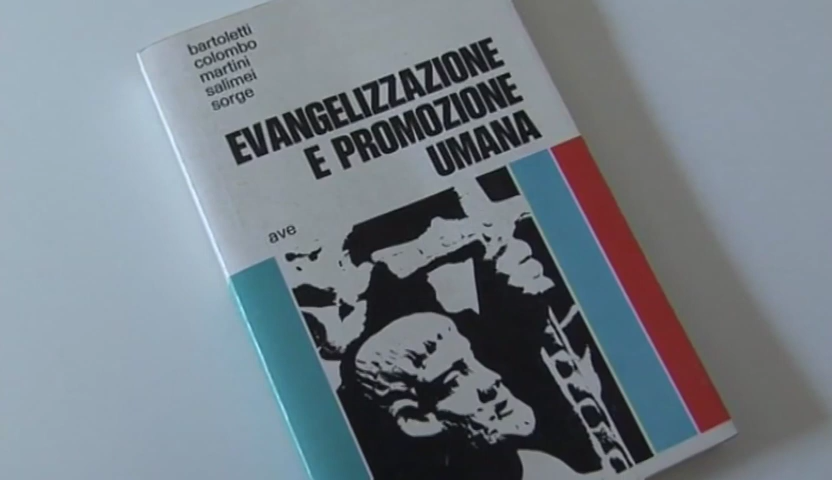 bartoletti
colombo
martini
salimei
sorge
EVANGELIZZAZIONE
E PROMOZIONE
UMANA
ave